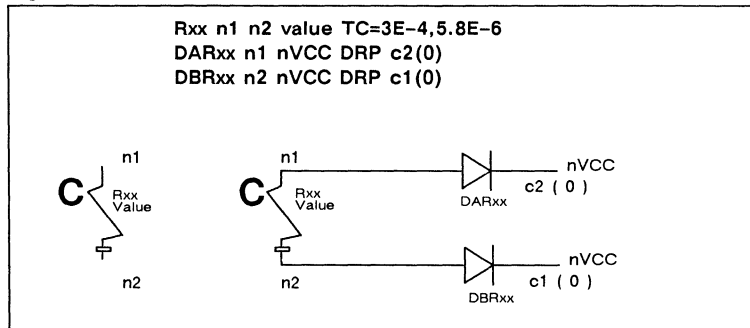 Rxx n1 n2 value TC=3E-4,5.8E-6
DARxx n1 nVCC DRP c2(0)
DBRxx n2 nVCC DRP c1(0)
n1
C
Rxx
Value
n2
n1
C
Rxx
Value
n2
DARxx
nVCC
c2 ( 0 )
DBRxx
nVCC
c1 ( 0 )